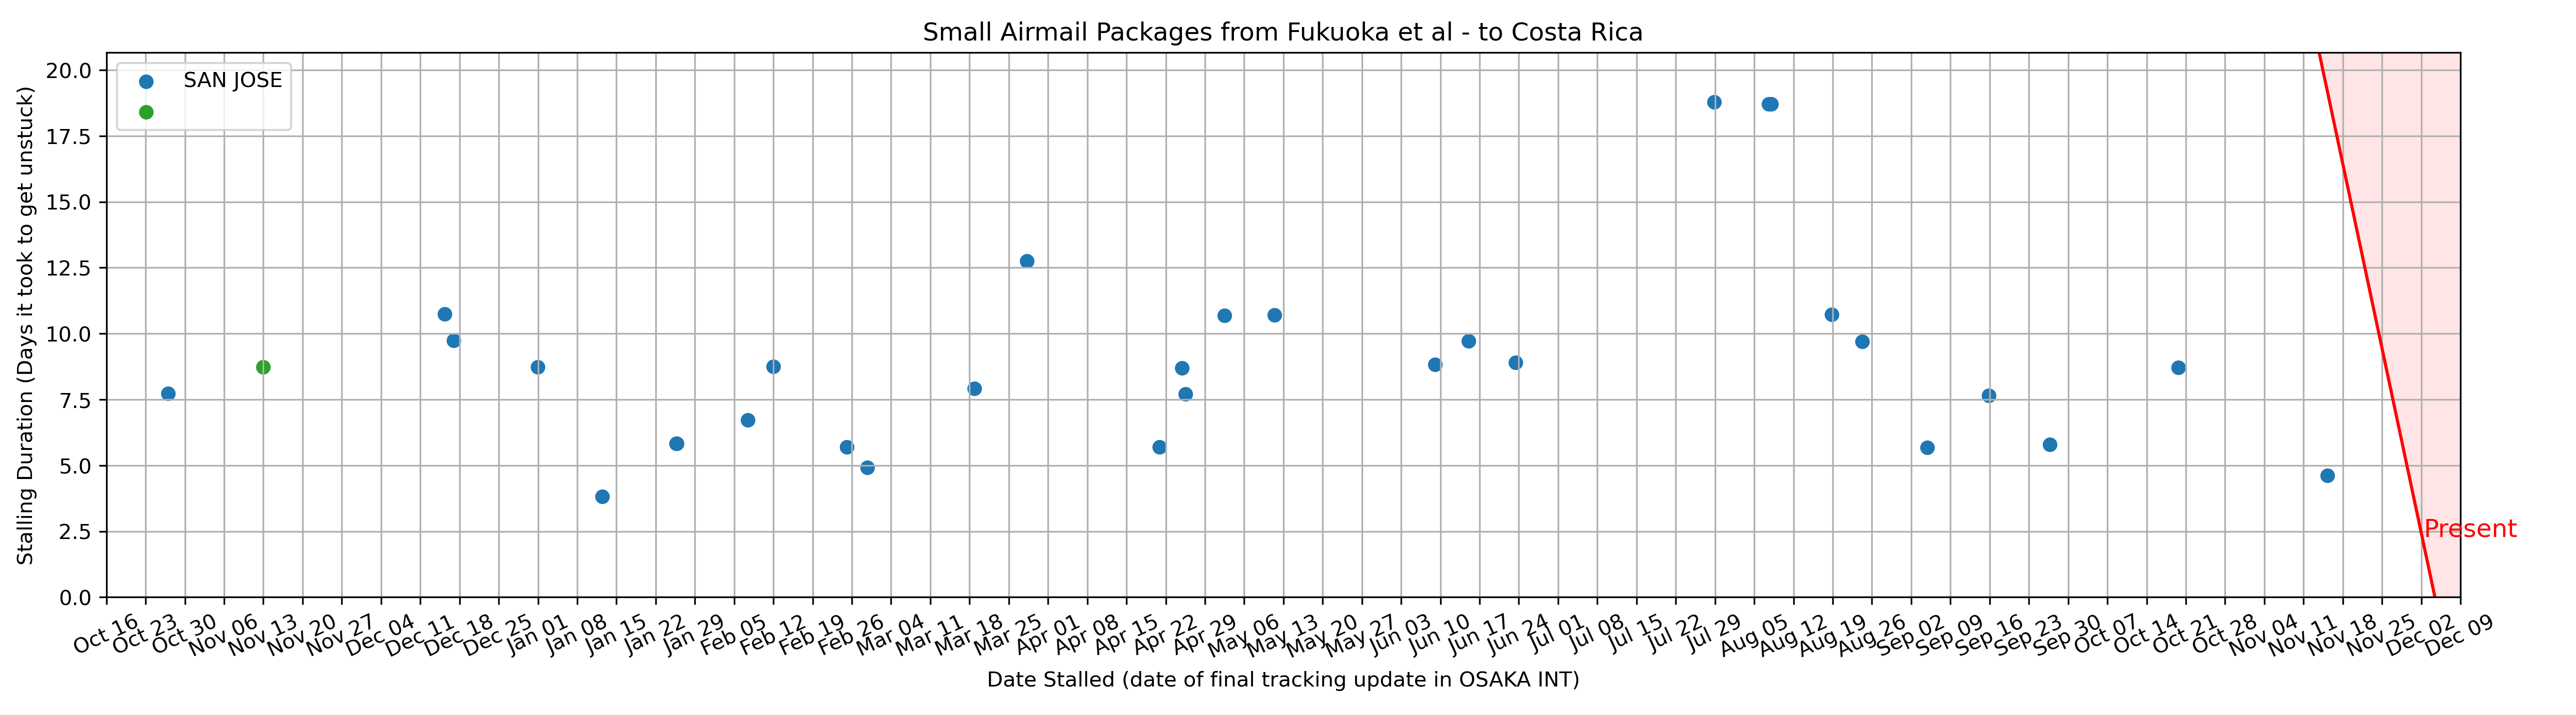 Small Airmail Packages from Fukuoka et al - to Costa Rica
SAN JOSE
Stalling Duration (Days it took to get unstuck)
20.0
17.5
15.0
12.5
10.0
7.5
5.0
2.5
0.0
Present
Oct 16 Oct 23 Oct 30 Nov 06 Nov 13 Nov 20 Nov 27 Dec 04 Dec 11 Dec 18 Dec 25 Jan 01 Jan 08 Jan 15 Jan 22 Jan 29 Feb 05 Feb 12 Feb 19 Feb 26 Mar 04 Mar 11 Mar 18 Mar 25 Apr 01 Apr 08 Apr 15 Apr 22 Apr 29 May 06 May 13 May 20 May 27 Jun 03 Jun 10 Jun 17 Jun 24 Jul 01 Jul 08 Jul 15 Jul 22 Jul 29 Aug 05 Aug 12 Aug 19 Aug 26 Sep 02 Sep 09 Sep 16 Sep 23 Sep 30 Oct 07 Oct 14 Oct 21 Oct 28 Nov 04 Nov 11 Nov 18 Nov 25 Dec 02 Dec 09
Date Stalled (date of final tracking update in OSAKA INT)